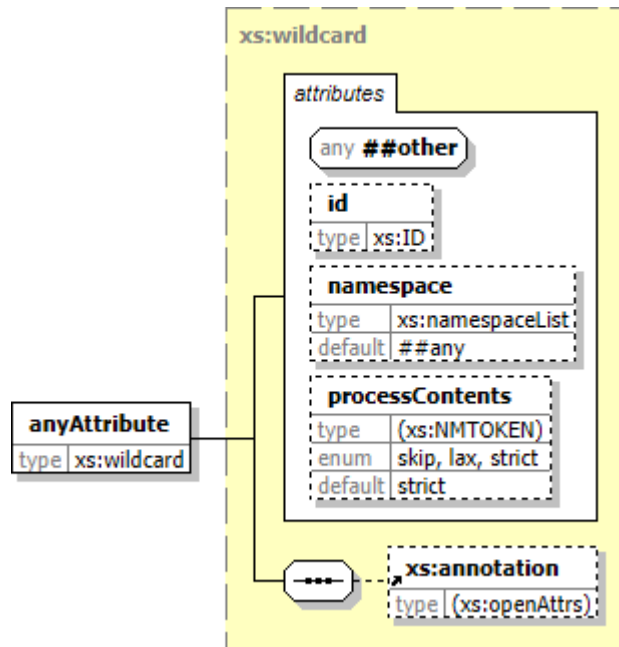 xs:wildcard
attributes
any ##other
id
type xs:ID
namespace
type xs:namespaceList
default ##any
processContents
type (xs:NMTOKEN)
enum skip, lax, strict
default strict
anyAttribute
type xs:wildcard
xs:annotation
type (xs:openAttrs)